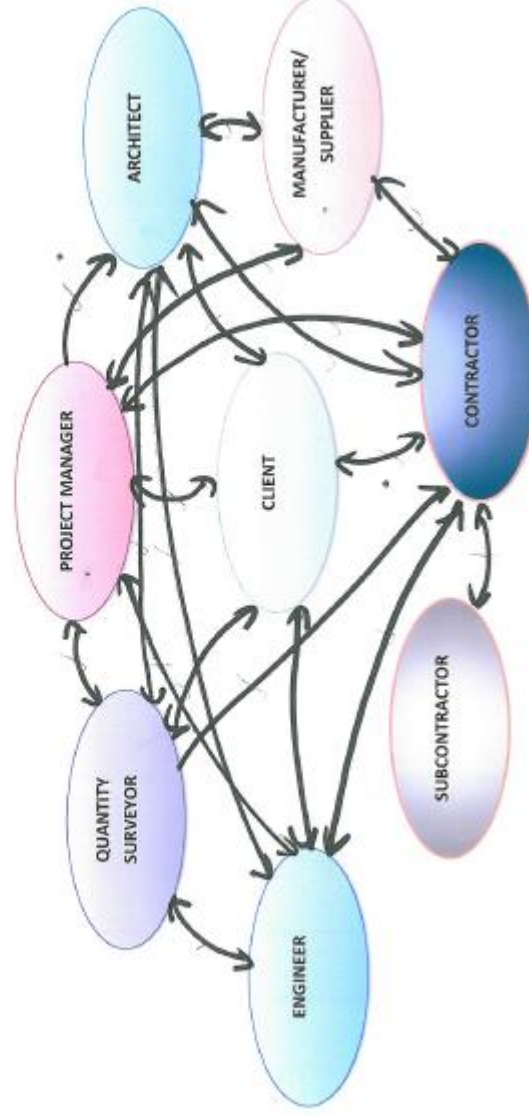 PROJECT MANAGER
QUANTITY
SURVEYOR
ARCHITECT
ENGINEER
CLIENT
MANUFACTURER/
SUPPLIER
SUBCONTRACTOR
CONTRACTOR